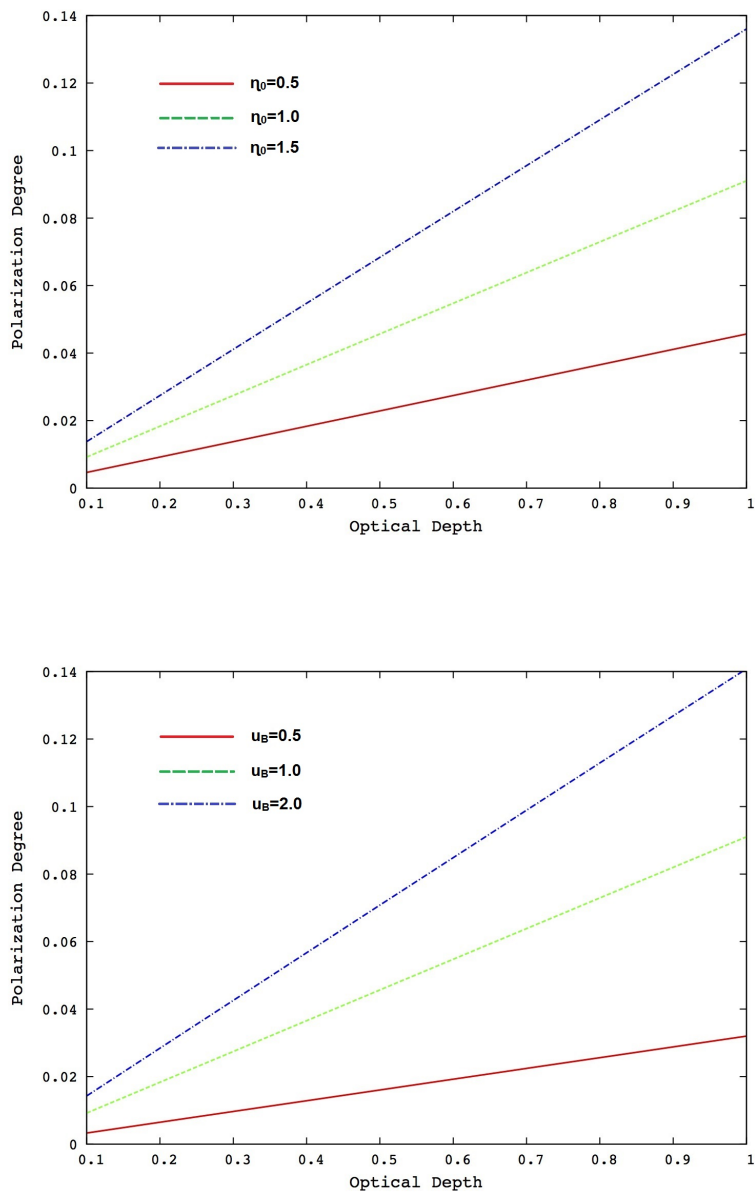 0.14
0.12
0.1
0.08
0.06
0.04
0.02
0
Polarization Degree
η₀=0.5
η₀=1.0
η₀=1.5
0.1 0.2 0.3 0.4 0.5 0.6 0.7 0.8 0.9 1
Optical Depth
0.14
0.12
0.1
0.08
0.06
0.04
0.02
0
Polarization Degree
u_B=0.5
u_B=1.0
u_B=2.0
0.1 0.2 0.3 0.4 0.5 0.6 0.7 0.8 0.9 1
Optical Depth